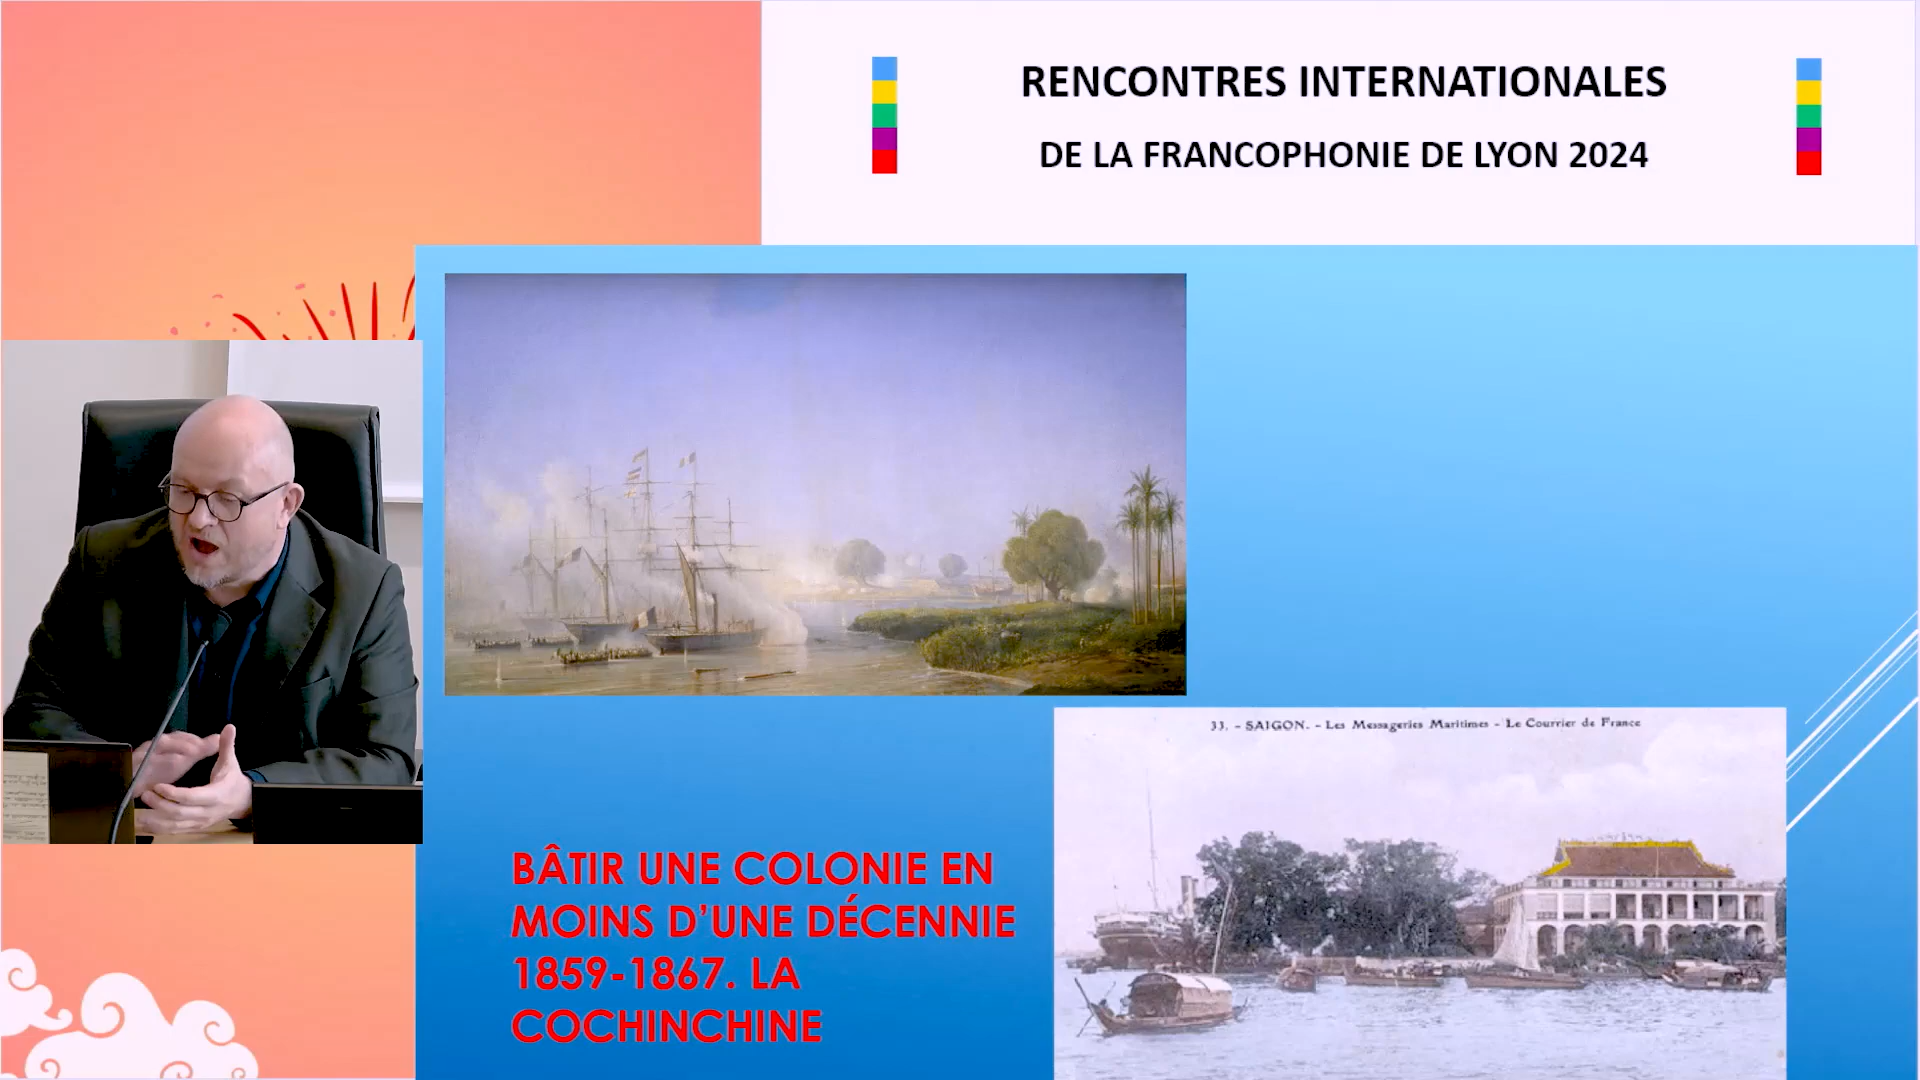 RENCONTRES INTERNATIONALES
DE LA FRANCOPHONIE DE LYON 2024
33. - SAIGON. - Les Messageries Maritimes - Le Courrier de France
BÂTIR UNE COLONIE EN
MOINS D’UNE DÉCENNIE
1859-1867. LA
COCHINCHINE